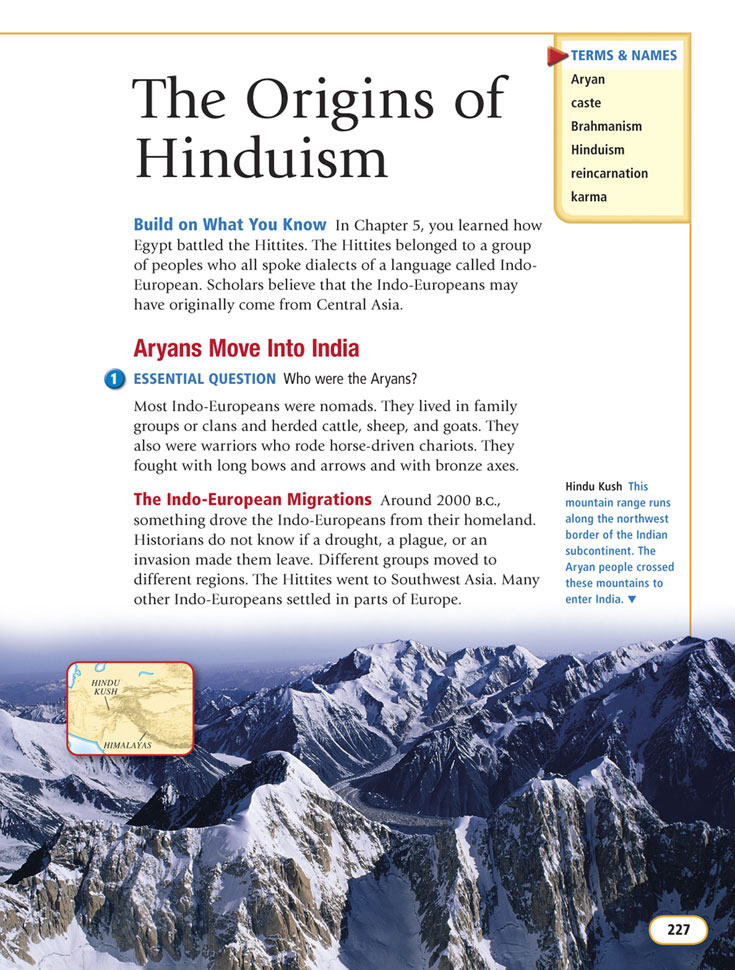 The Origins of
Hinduism
TERMS & NAMES
Aryan
caste
Brahmanism
Hinduism
reincarnation
karma
Build on What You Know In Chapter 5, you learned how
Egypt battled the Hittites. The Hittites belonged to a group
of peoples who all spoke dialects of a language called Indo-
European. Scholars believe that the Indo-Europeans may
have originally come from Central Asia.
Aryans Move Into India
1 ESSENTIAL QUESTION Who were the Aryans?
Most Indo-Europeans were nomads. They lived in family
groups or clans and herded cattle, sheep, and goats. They
also were warriors who rode horse-driven chariots. They
fought with long bows and arrows and with bronze axes.
The Indo-European Migrations Around 2000 B.C.,
something drove the Indo-Europeans from their homeland.
Historians do not know if a drought, a plague, or an
invasion made them leave. Different groups moved to
different regions. The Hittites went to Southwest Asia. Many
other Indo-Europeans settled in parts of Europe.
Hindu Kush This
mountain range runs
along the northwest
border of the Indian
subcontinent. The
Aryan people crossed
these mountains to
enter India. ▼
HINDU
KUSH
HIMALAYAS
227